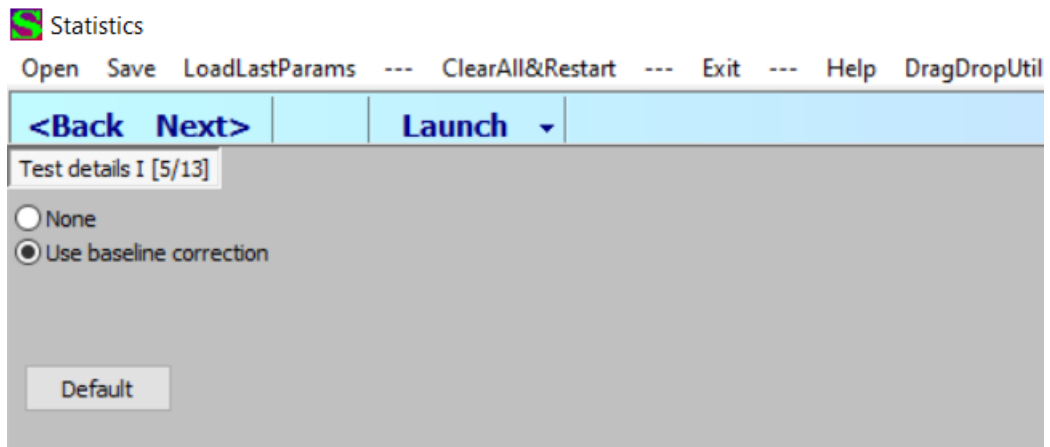 Statistics
Open Save LoadLastParams --- ClearAll&Restart --- Exit --- Help DragDropUtil
<Back Next> Launch
Test details I [5/13]
None
Use baseline correction
Default